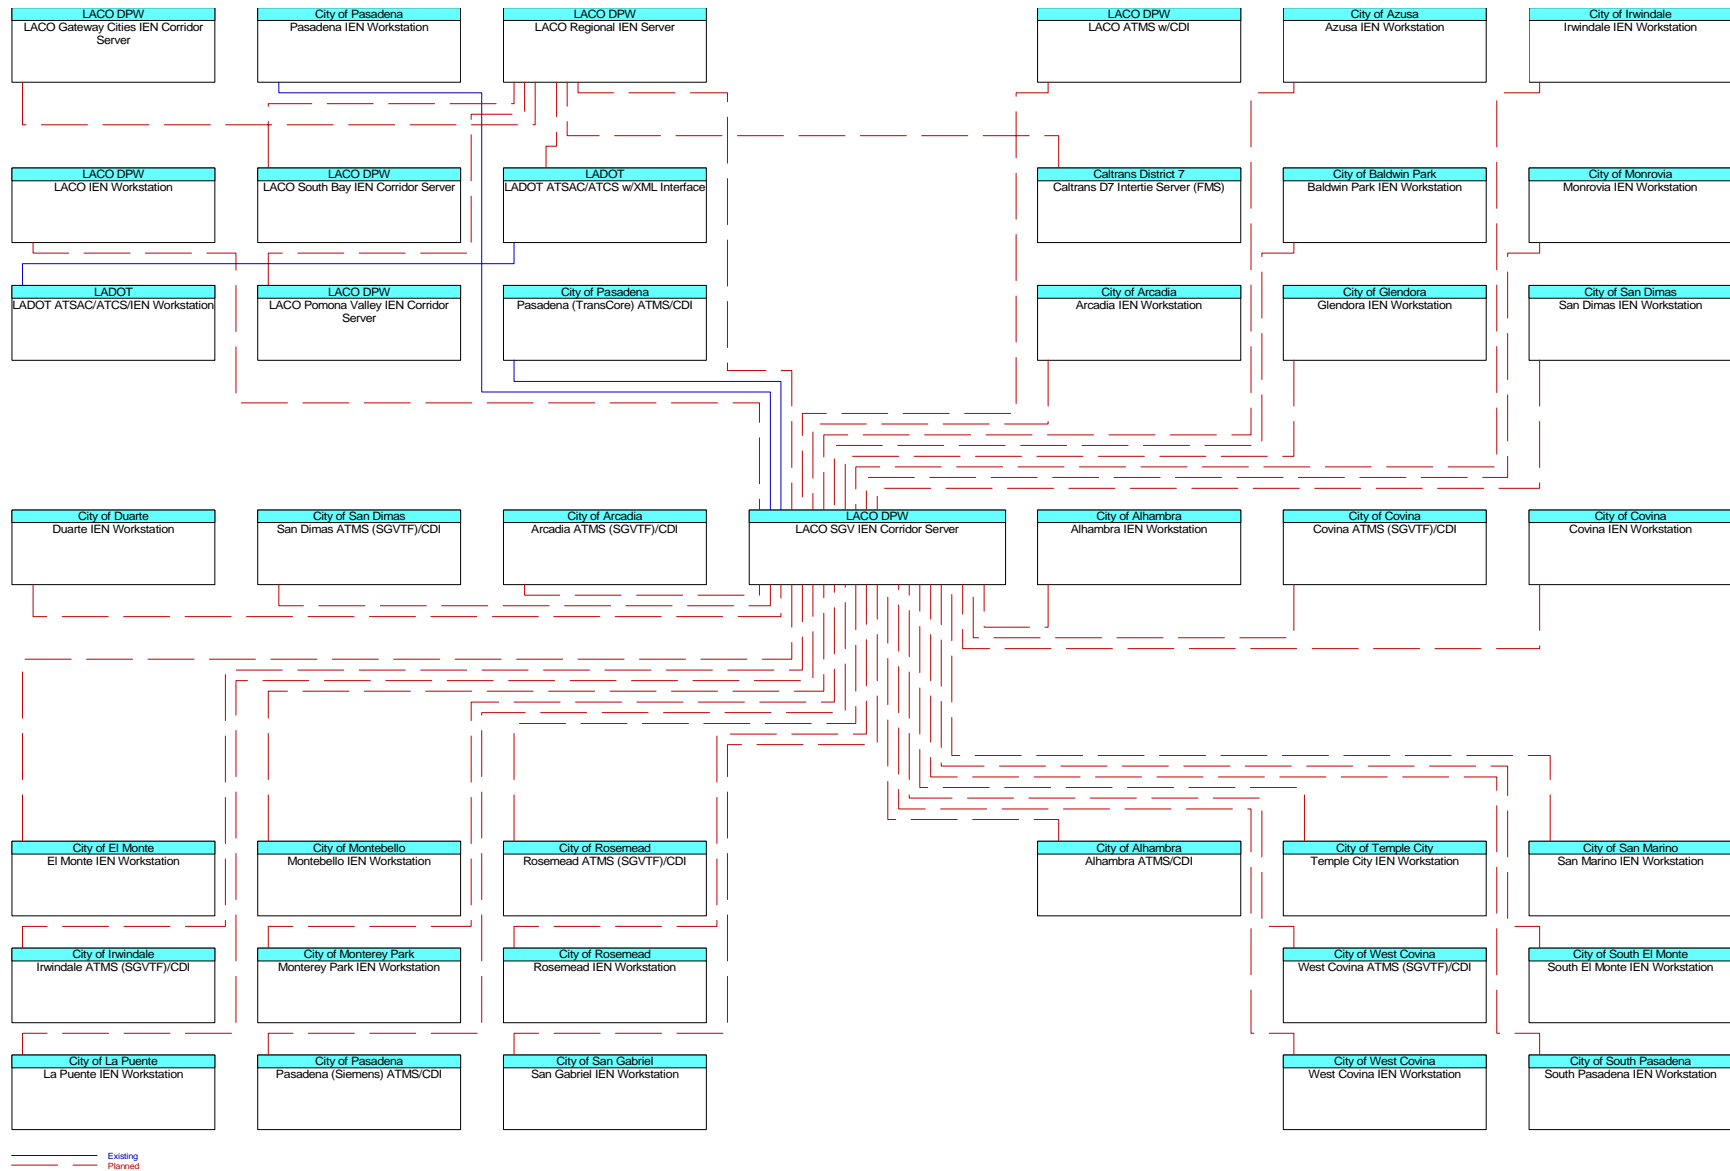 LACO DPW
LACO Gateway Cities IEN Corridor
Server
City of Pasadena
Pasadena IEN Workstation
LACO DPW
LACO Regional IEN Server
LACO DPW
LACO ATMS w/CDI
City of Azusa
Azusa IEN Workstation
City of Irwindale
Irwindale IEN Workstation
LACO DPW
LACO IEN Workstation
LACO DPW
LACO South Bay IEN Corridor Server
LADOT
LADOT ATSAC/ATCS w/XML Interface
Caltrans District 7
Caltrans D7 Intertie Server (FMS)
City of Baldwin Park
Baldwin Park IEN Workstation
City of Monrovia
Monrovia IEN Workstation
LADOT
LADOT ATSAC/ATCS/IEN Workstation
LACO DPW
LACO Pomona Valley IEN Corridor
Server
City of Pasadena
Pasadena (TransCore) ATMS/CDI
City of Arcadia
Arcadia IEN Workstation
City of Glendora
Glendora IEN Workstation
City of San Dimas
San Dimas IEN Workstation
City of Duarte
Duarte IEN Workstation
City of San Dimas
San Dimas ATMS (SGVTF)/CDI
City of Arcadia
Arcadia ATMS (SGVTF)/CDI
LACO DPW
LACO SGV IEN Corridor Server
City of Alhambra
Alhambra IEN Workstation
City of Covina
Covina ATMS (SGVTF)/CDI
City of Covina
Covina IEN Workstation
City of El Monte
El Monte IEN Workstation
City of Montebello
Montebello IEN Workstation
City of Rosemead
Rosemead ATMS (SGVTF)/CDI
City of Alhambra
Alhambra ATMS/CDI
City of Temple City
Temple City IEN Workstation
City of San Marino
San Marino IEN Workstation
City of Irwindale
Irwindale ATMS (SGVTF)/CDI
City of Monterey Park
Monterey Park IEN Workstation
City of Rosemead
Rosemead IEN Workstation
City of West Covina
West Covina ATMS (SGVTF)/CDI
City of South El Monte
South El Monte IEN Workstation
City of La Puente
La Puente IEN Workstation
City of Pasadena
Pasadena (Siemens) ATMS/CDI
City of San Gabriel
San Gabriel IEN Workstation
City of West Covina
West Covina IEN Workstation
City of South Pasadena
South Pasadena IEN Workstation
Existing
Planned